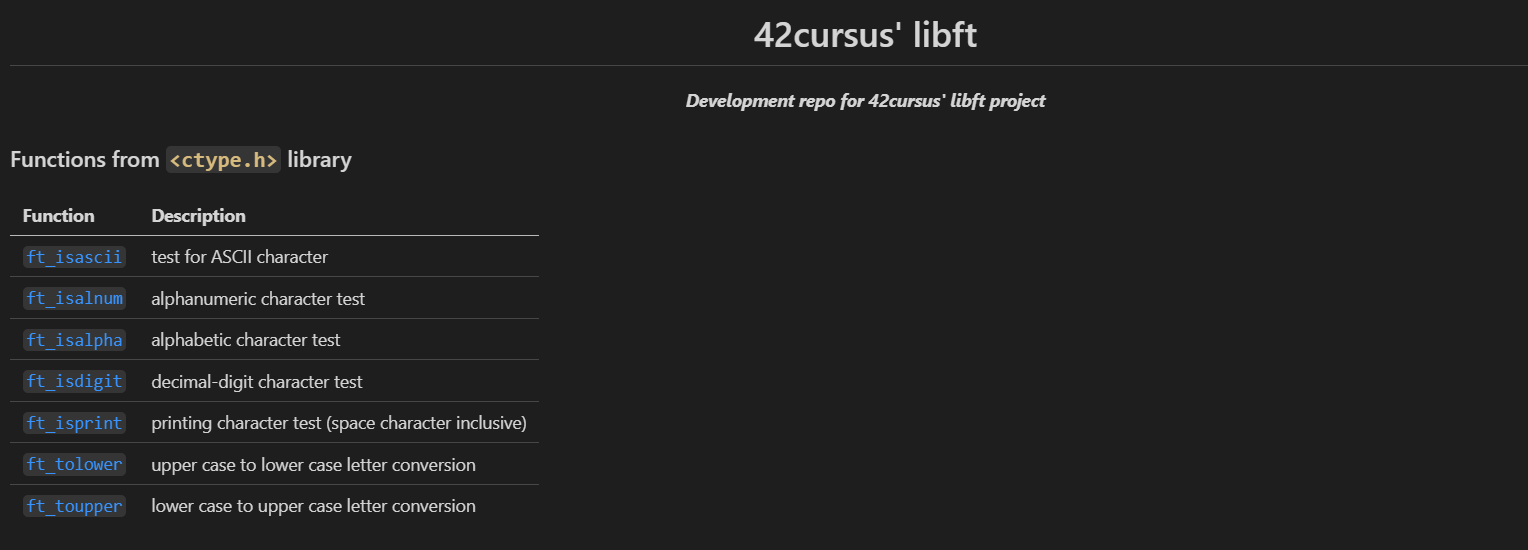 42cursus' libft
Development repo for 42cursus' libft project
Functions from <ctype.h> library
Function Description
ft_isascii test for ASCII character
ft_isalnum alphanumeric character test
ft_isalpha alphabetic character test
ft_isdigit decimal-digit character test
ft_isprint printing character test (space character inclusive)
ft_tolower upper case to lower case letter conversion
ft_toupper lower case to upper case letter conversion